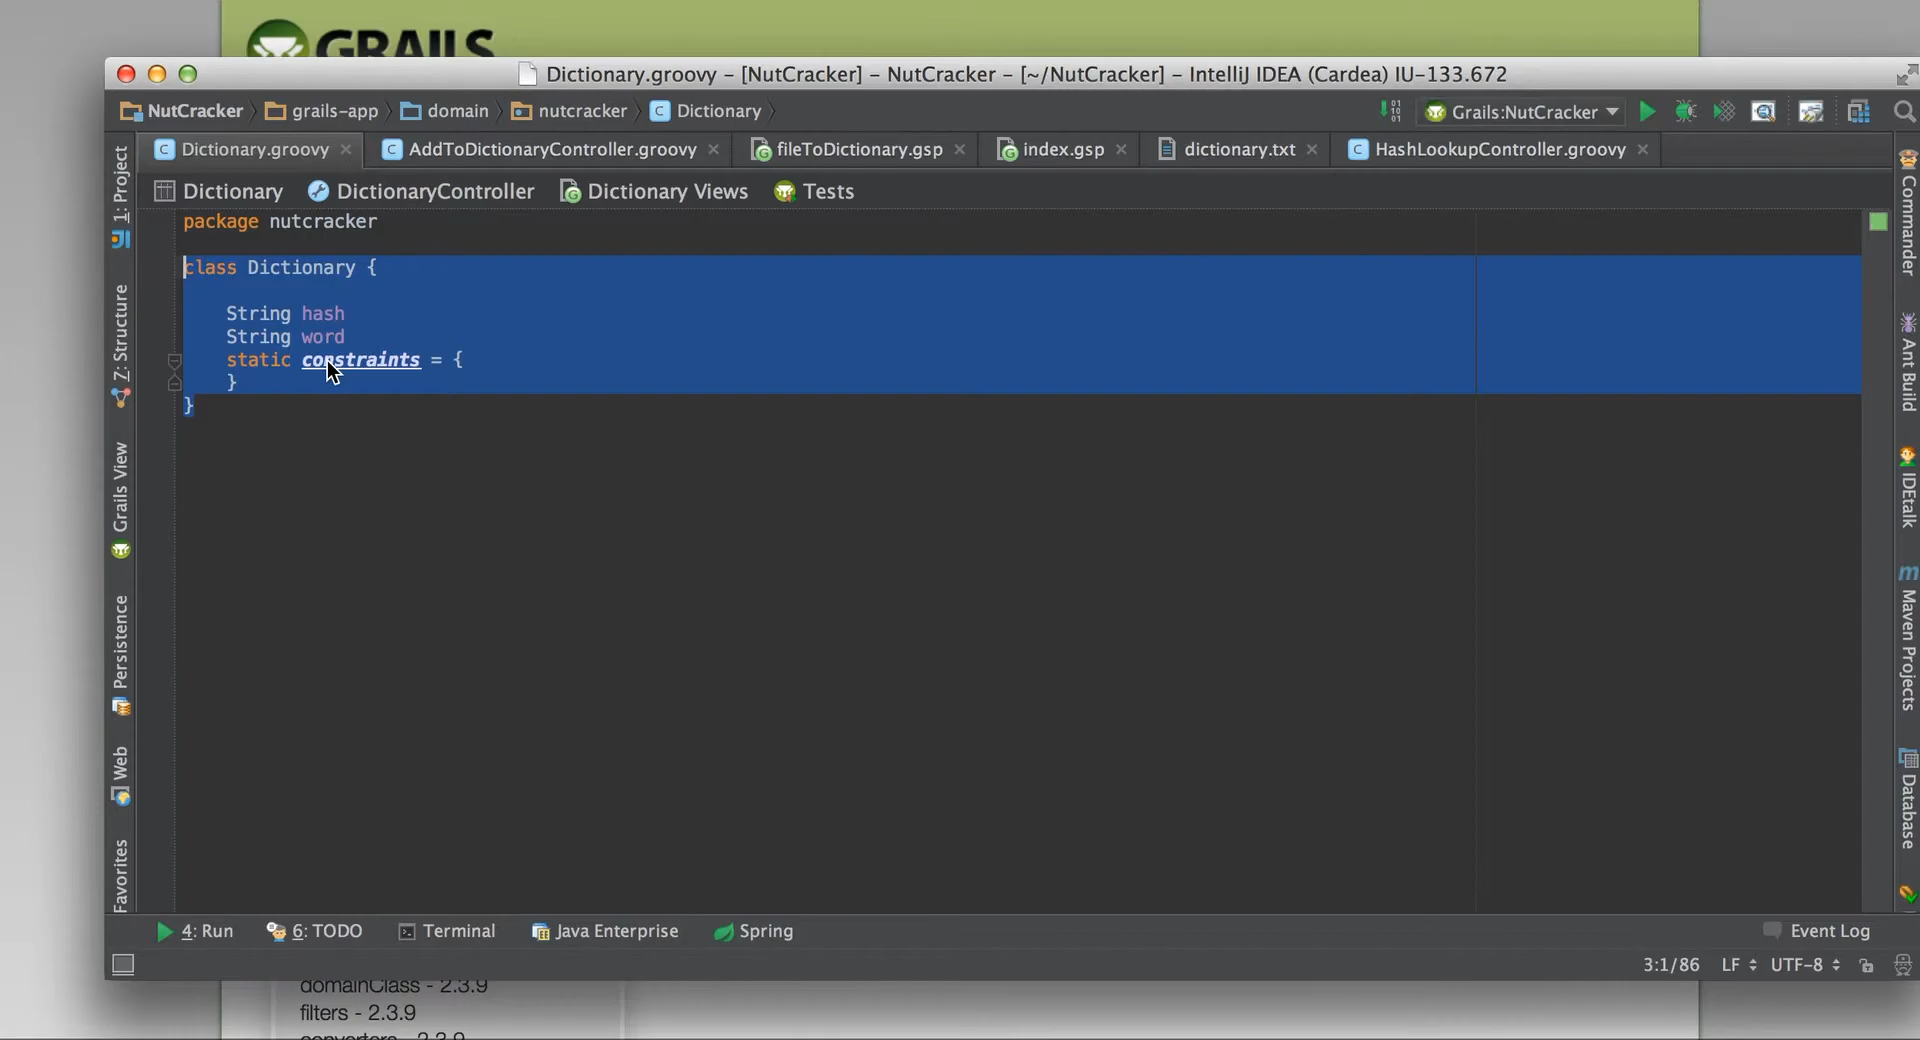 GRAILS
Dictionary.groovy – [NutCracker] – NutCracker – [~/NutCracker] – IntelliJ IDEA (Cardea) IU-133.672
NutCracker grails-app domain nutcracker Dictionary
Grails:NutCracker
Dictionary.groovy AddToDictionaryController.groovy fileToDictionary.gsp index.gsp dictionary.txt HashLookupController.groovy
Dictionary DictionaryController Dictionary Views Tests
package nutcracker
class Dictionary {
String hash
String word
static constraints = {
}
}
1: Project
Z: Structure
Grails View
Persistence
Web
Favorites
Commander
Ant Build
IDEtalk
Maven Projects
Database
4: Run 6: TODO Terminal Java Enterprise Spring Event Log
3:1/86 LF UTF-8
domainClass - 2.3.9
filters - 2.3.9
converters - 2.3.9